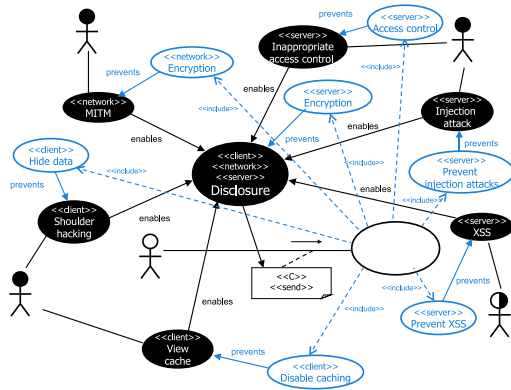 prevents
<<server>>
Access control
<<server>>
Inappropriate
access control
<<network>>
Encryption
prevents
<<include>>
<<network>>
MITM
enables
<<server>>
Encryption
enables
prevents
<<server>>
Injection
attack
enables
prevents
<<client>>
Hide data
<<include>>
<<include>>
<<client>>
<<network>>
<<server>>
Disclosure
<<server>>
Prevent
injection attacks
prevents
<<include>>
<<client>>
Shoulder
hacking
enables
enables
<<server>>
XSS
<<C>>
<<send>>
<<include>>
prevents
enables
<<include>>
<<server>>
Prevent XSS
<<client>>
View
cache
prevents
<<client>>
Disable caching